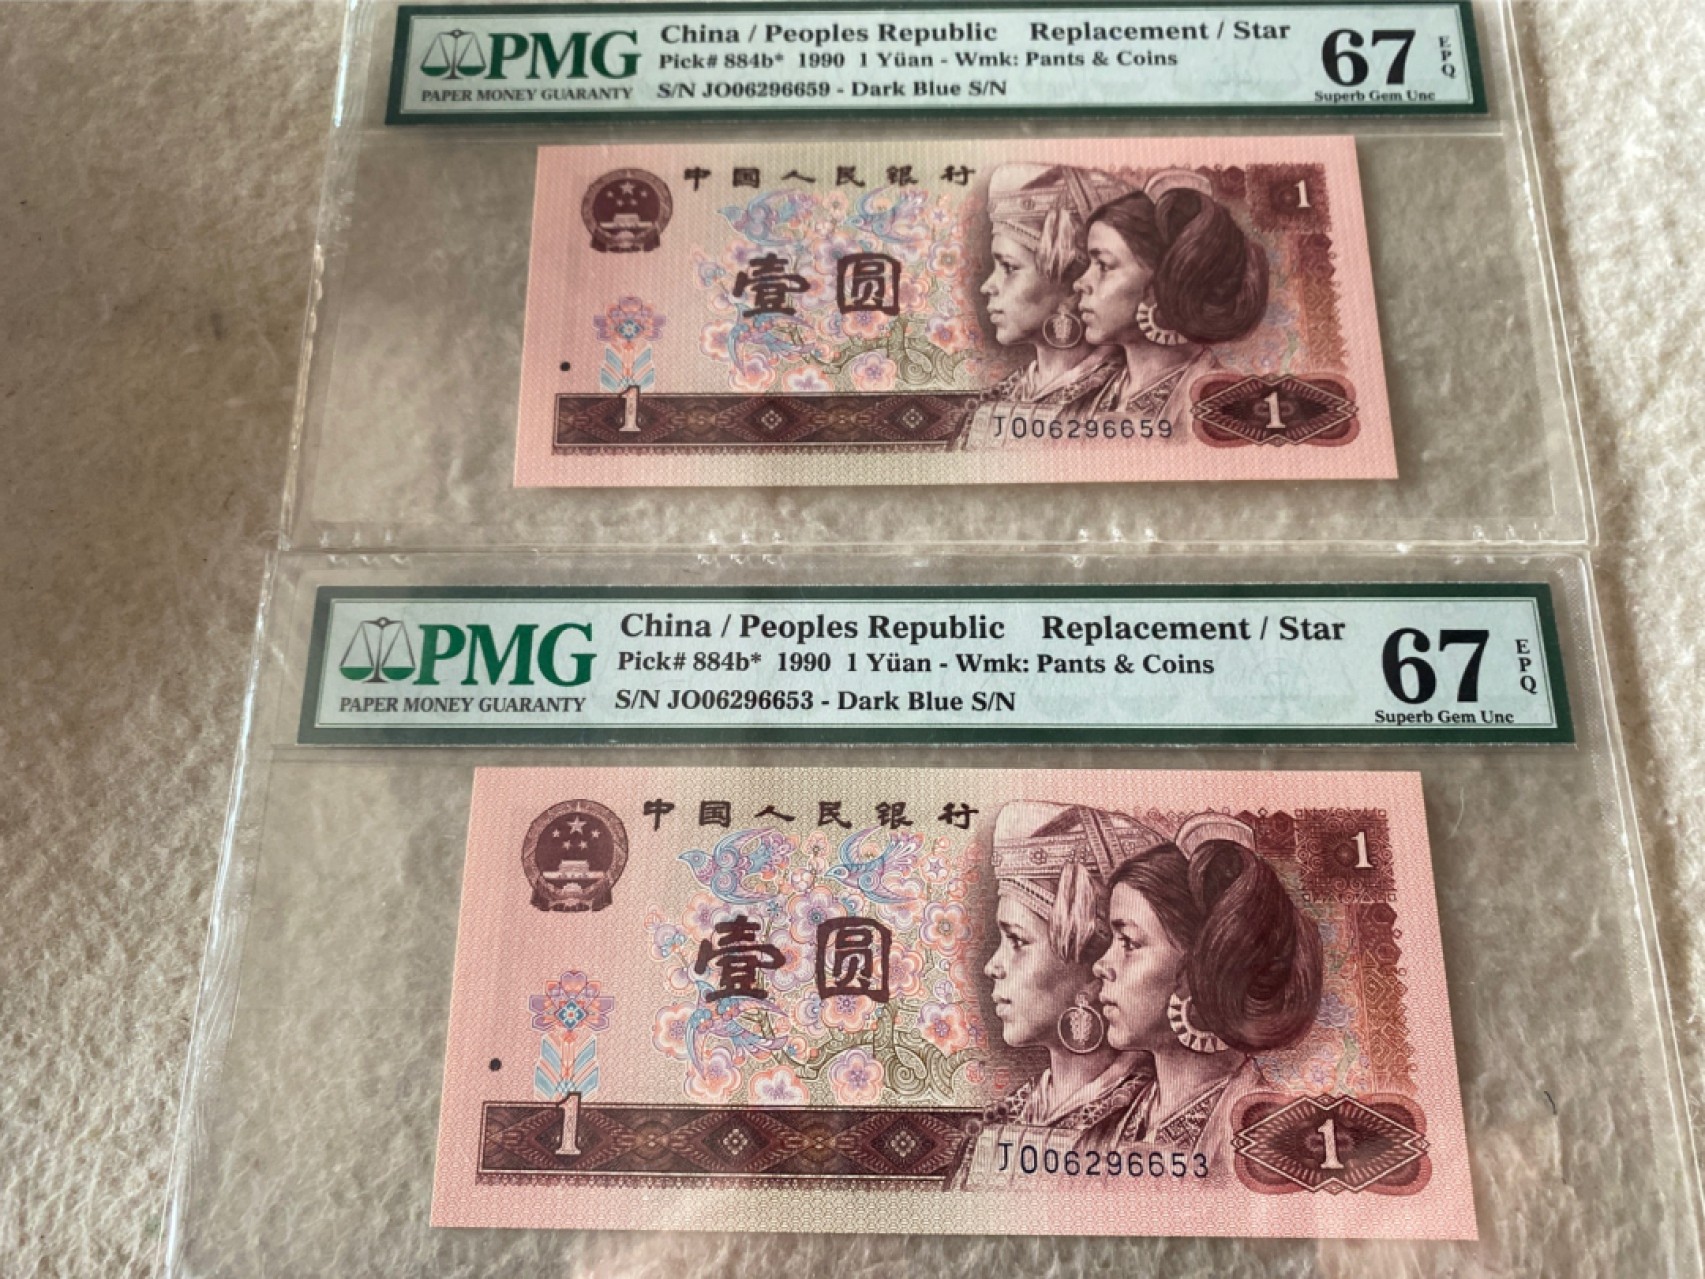 PMG
PAPER MONEY GUARANTY
China / Peoples Republic Replacement / Star
Pick# 884b* 1990 1 Yüan - Wmk: Pants & Coins
S/N JO06296659 - Dark Blue S/N
67
EPQ
Superb Gem Unc
中国人民银行
1
壹圆
1
JO06296659
1
PMG
PAPER MONEY GUARANTY
China / Peoples Republic Replacement / Star
Pick# 884b* 1990 1 Yüan - Wmk: Pants & Coins
S/N JO06296653 - Dark Blue S/N
67
EPQ
Superb Gem Unc
中国人民银行
1
壹圆
1
JO06296653
1